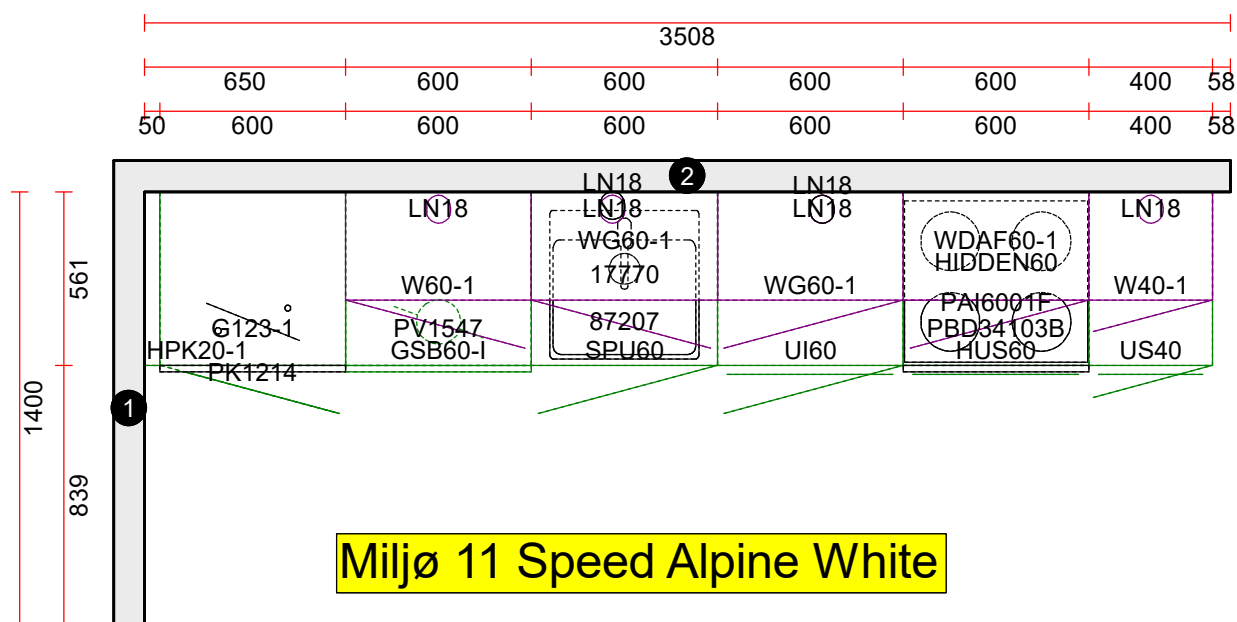 3508
650 600 600 600 600 400 58
50 600 600 600 600 600 400 58
2
LN18 LN18
LN18 LN18 LN18 LN18
WG60-1 WDAF60-1
HIDDEN60
17770
W60-1 WG60-1 W40-1
PAI6001F
87207
G123-1 PV1547 PBD34103B
HPK20-1 GSB60-I SPU60 UI60 HUS60 US40
PK1214
561
1400
1
839
Miljø 11 Speed Alpine White